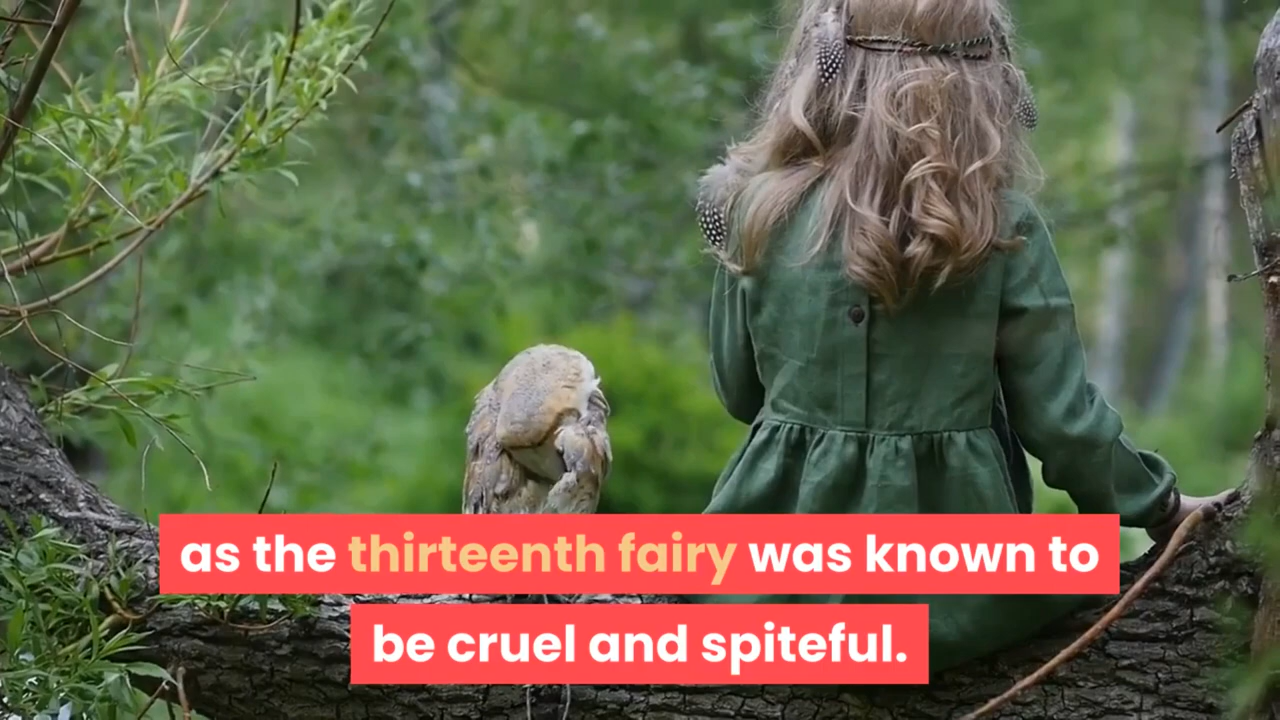 as the thirteenth fairy was known to
be cruel and spiteful.